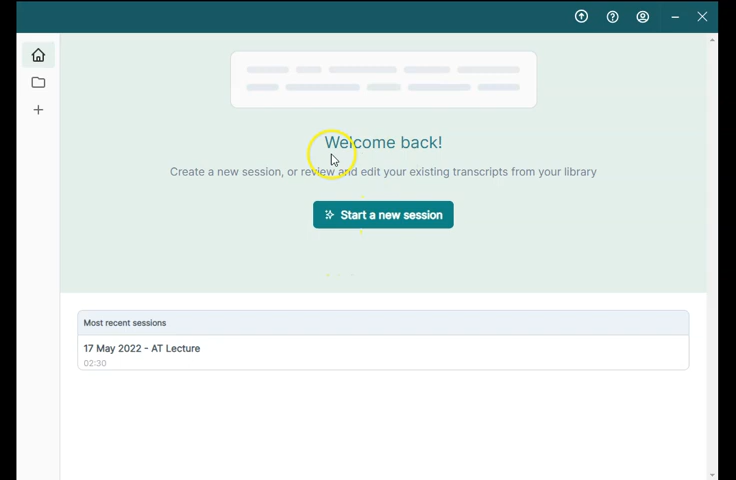 Welcome back!
Create a new session, or review and edit your existing transcripts from your library
Start a new session
Most recent sessions
17 May 2022 - AT Lecture
02:30